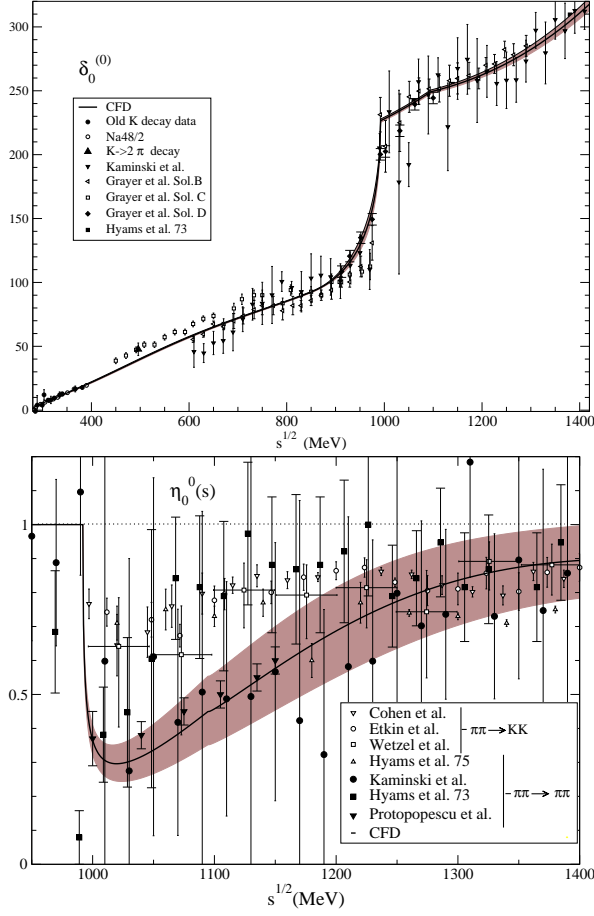 300
250
200
150
100
50
0
δ₀⁽⁰⁾
CFD
Old K decay data
Na48/2
K->2 π decay
Kaminski et al.
Grayer et al. Sol.B
Grayer et al. Sol. C
Grayer et al. Sol. D
Hyams et al. 73
400 600 800 1000 1200 1400
s^1/2 (MeV)
η₀⁰(s)
1
0.5
0
Cohen et al.
Etkin et al.
Wetzel et al.
ππ→KK
Hyams et al. 75
Kaminski et al.
Hyams et al. 73
Protopopescu et al.
ππ→ππ
CFD
1000 1100 1200 1300 1400
s^1/2(MeV)